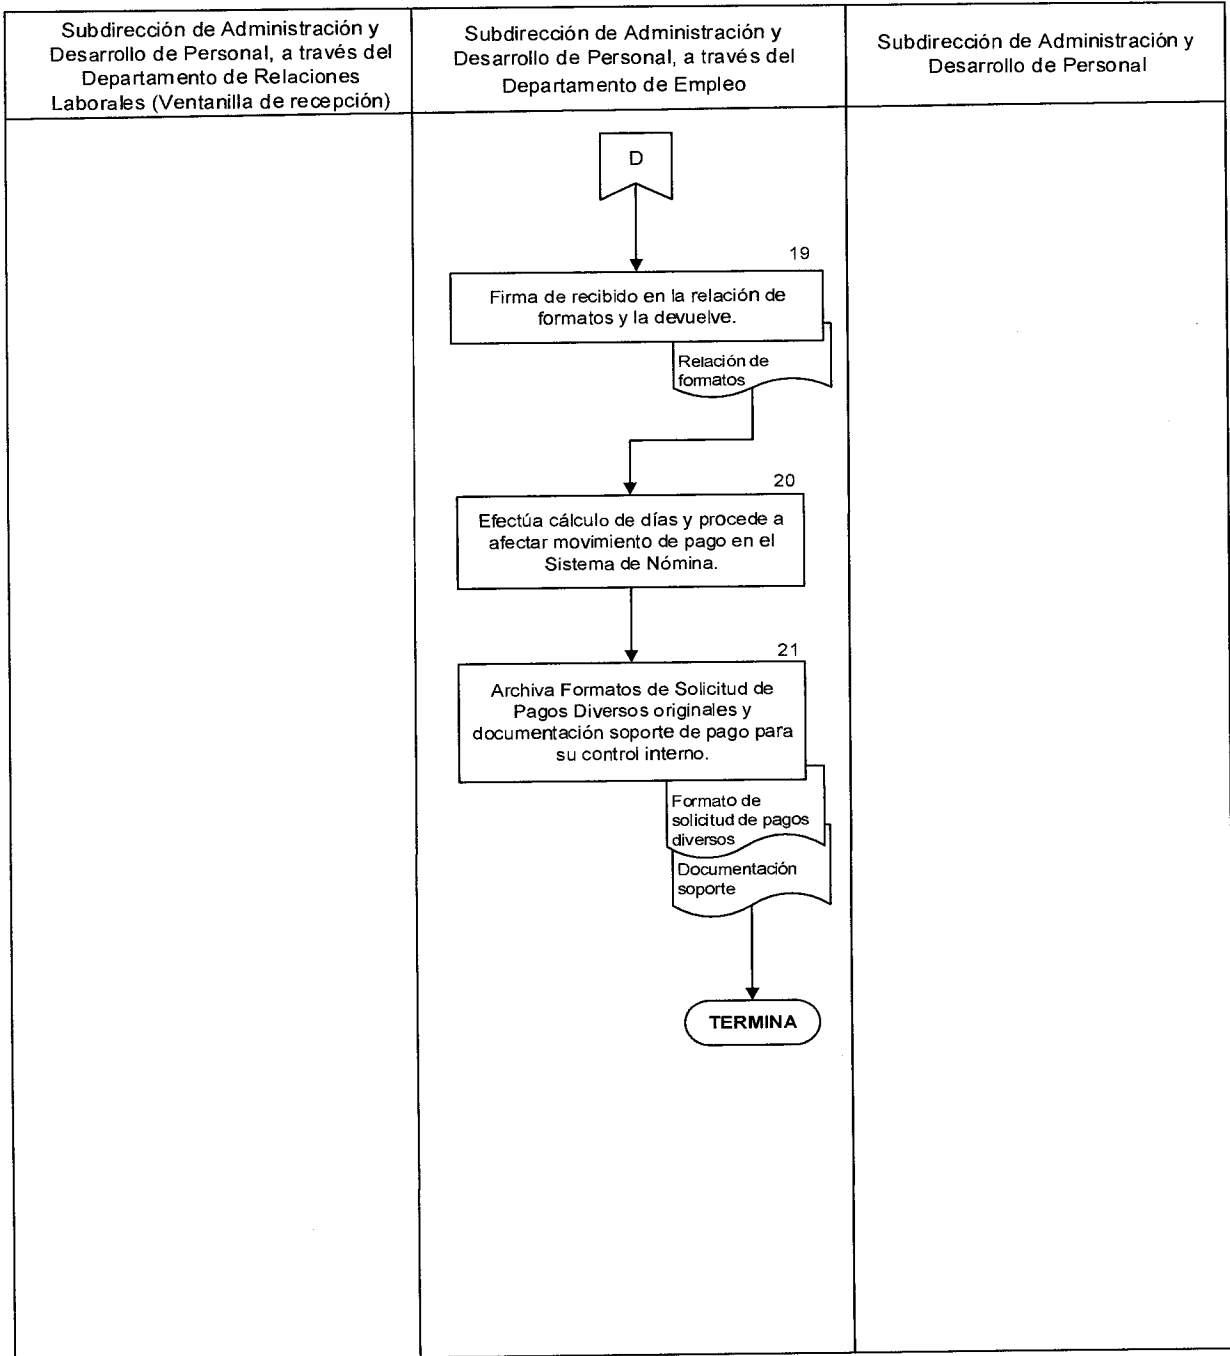 Subdirección de Administración y
Desarrollo de Personal, a través del
Departamento de Relaciones
Laborales (Ventanilla de recepción)
Subdirección de Administración y
Desarrollo de Personal, a través del
Departamento de Empleo
Subdirección de Administración y
Desarrollo de Personal
D
19
Firma de recibido en la relación de
formatos y la devuelve.
Relación de
formatos
20
Efectúa cálculo de días y procede a
afectar movimiento de pago en el
Sistema de Nómina.
21
Archiva Formatos de Solicitud de
Pagos Diversos originales y
documentación soporte de pago para
su control interno.
Formato de
solicitud de pagos
diversos
Documentación
soporte
TERMINA